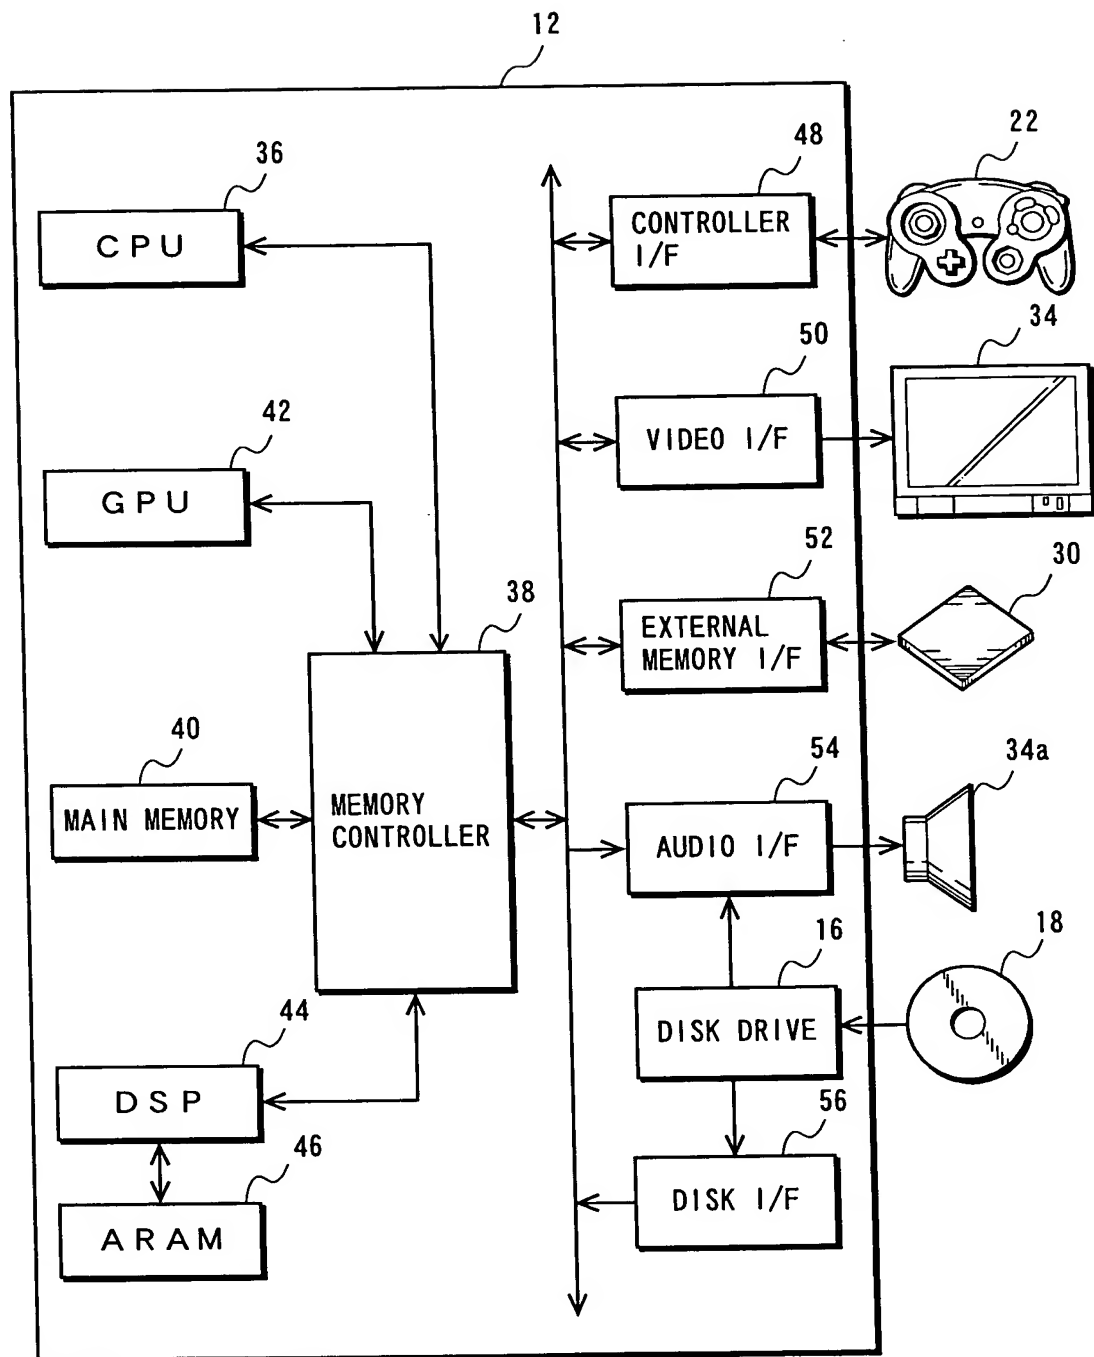 12
36
CPU
48
CONTROLLER
I/F
22
42
GPU
50
VIDEO I/F
34
38
52
EXTERNAL
MEMORY I/F
30
40
MAIN MEMORY
MEMORY
CONTROLLER
54
AUDIO I/F
34a
16
DISK DRIVE
18
44
DSP
46
ARAM
56
DISK I/F